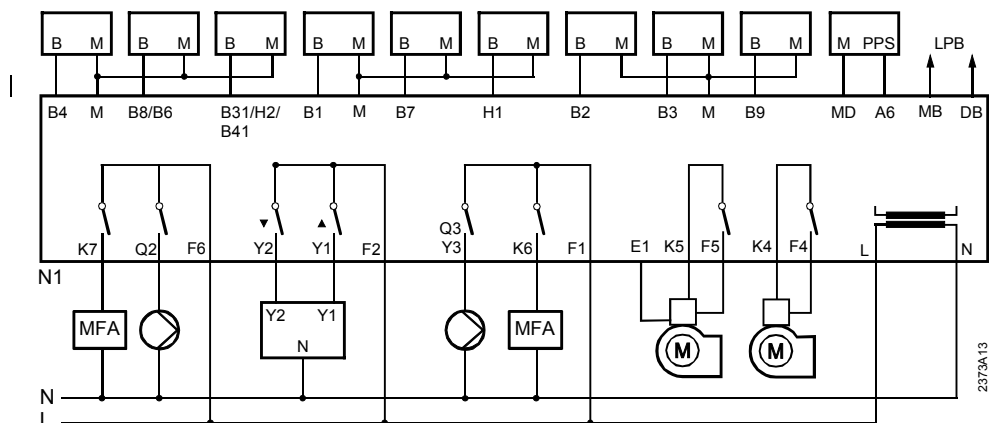 B M B M B M B M B M B M B M B M B M M PPS LPB
B4 M B8/B6 B31/H2/ B1 M B7 H1 B2 B3 M B9 MD A6 MB DB
B41
Q3
K7 Q2 F6 Y2 Y1 F2 Y3 K6 F1 E1 K5 F5 K4 F4 L N
N1
MFA Y2 Y1 MFA
N
M M
2373A13
N
L